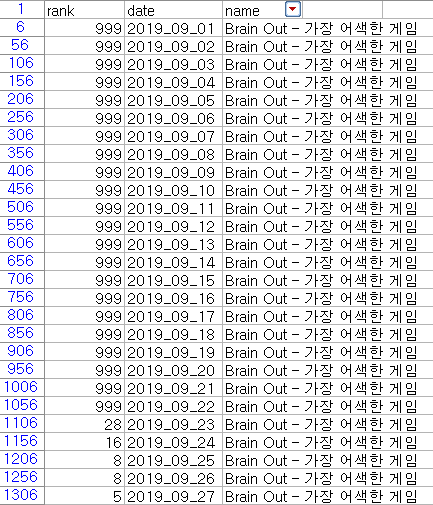 1 rank date name
6 999 2019_09_01 Brain Out – 가장 어색한 게임
56 999 2019_09_02 Brain Out – 가장 어색한 게임
106 999 2019_09_03 Brain Out – 가장 어색한 게임
156 999 2019_09_04 Brain Out – 가장 어색한 게임
206 999 2019_09_05 Brain Out – 가장 어색한 게임
256 999 2019_09_06 Brain Out – 가장 어색한 게임
306 999 2019_09_07 Brain Out – 가장 어색한 게임
356 999 2019_09_08 Brain Out – 가장 어색한 게임
406 999 2019_09_09 Brain Out – 가장 어색한 게임
456 999 2019_09_10 Brain Out – 가장 어색한 게임
506 999 2019_09_11 Brain Out – 가장 어색한 게임
556 999 2019_09_12 Brain Out – 가장 어색한 게임
606 999 2019_09_13 Brain Out – 가장 어색한 게임
656 999 2019_09_14 Brain Out – 가장 어색한 게임
706 999 2019_09_15 Brain Out – 가장 어색한 게임
756 999 2019_09_16 Brain Out – 가장 어색한 게임
806 999 2019_09_17 Brain Out – 가장 어색한 게임
856 999 2019_09_18 Brain Out – 가장 어색한 게임
906 999 2019_09_19 Brain Out – 가장 어색한 게임
956 999 2019_09_20 Brain Out – 가장 어색한 게임
1006 999 2019_09_21 Brain Out – 가장 어색한 게임
1056 999 2019_09_22 Brain Out – 가장 어색한 게임
1106 28 2019_09_23 Brain Out – 가장 어색한 게임
1156 16 2019_09_24 Brain Out – 가장 어색한 게임
1206 8 2019_09_25 Brain Out – 가장 어색한 게임
1256 8 2019_09_26 Brain Out – 가장 어색한 게임
1306 5 2019_09_27 Brain Out – 가장 어색한 게임